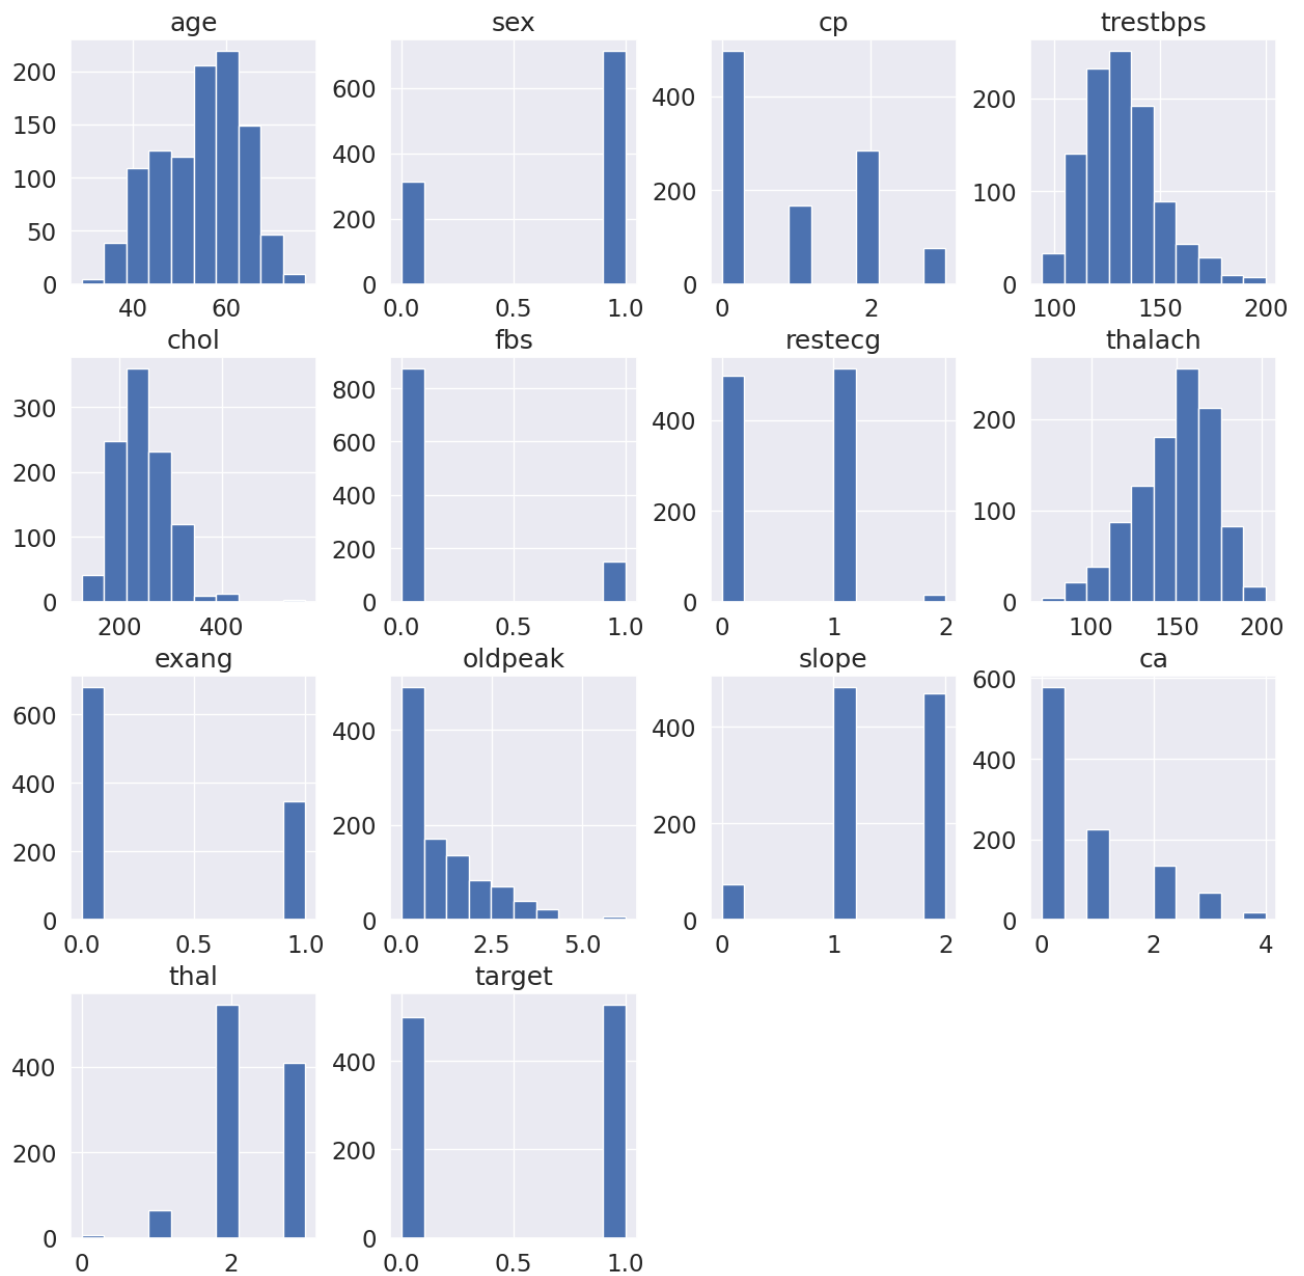 age sex cp trestbps
200 150 100 50 0 600 400 200 0 400 200 0 200 100 0
40 60 0.0 0.5 1.0 0 2 100 150 200
chol fbs restecg thalach
300 200 100 0 800 600 400 200 0 400 200 0 200 100 0
200 400 0.0 0.5 1.0 0 1 2 100 150 200
exang oldpeak slope ca
600 400 200 0 400 200 0 400 200 0 600 400 200 0
0.0 0.5 1.0 0.0 2.5 5.0 0 1 2 0 2 4
thal target
400 200 0 400 200 0
0 2 0.0 0.5 1.0